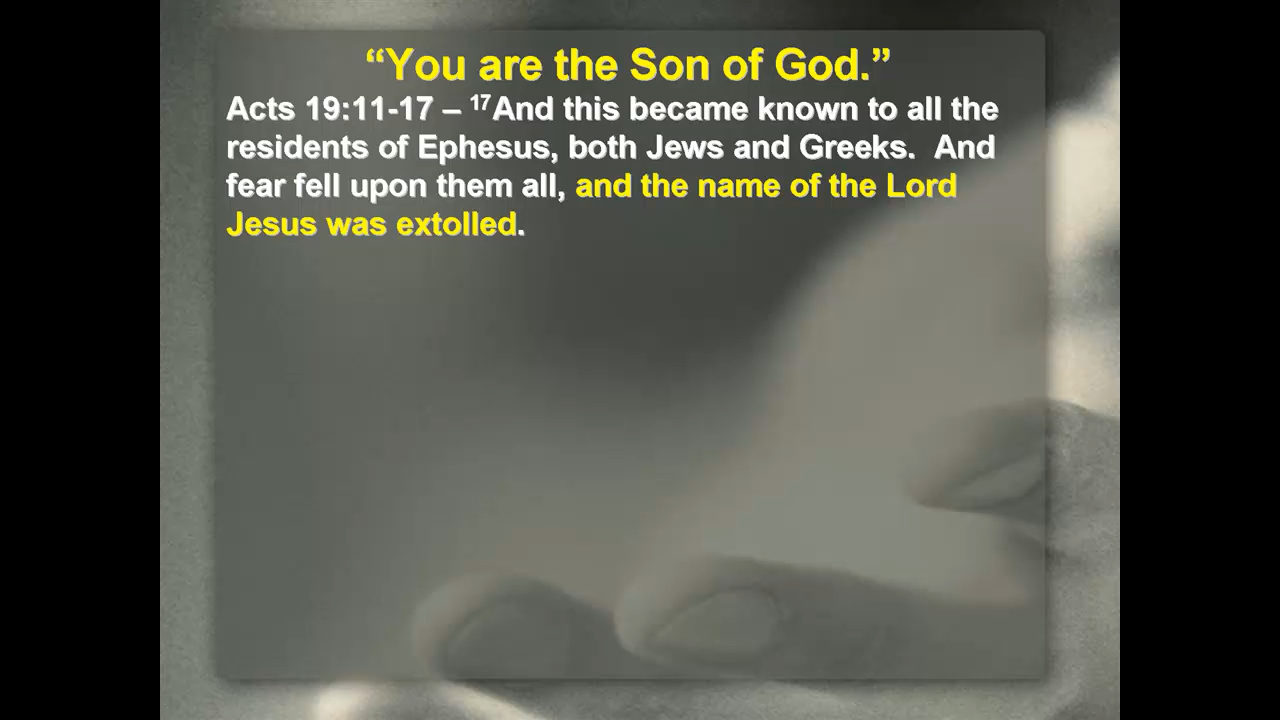 “You are the Son of God.”
Acts 19:11-17 – ¹⁷And this became known to all the
residents of Ephesus, both Jews and Greeks.  And
fear fell upon them all, and the name of the Lord
Jesus was extolled.